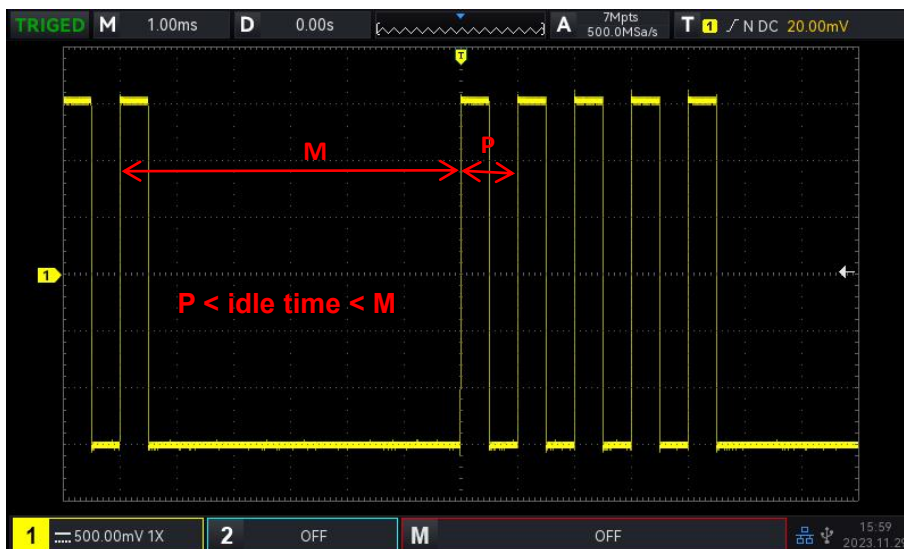 TRIGED M 1.00ms D 0.00s A 7Mpts 500.0MSa/s T 1 N DC 20.00mV
T
M
P
1
P < idle time < M
1 500.00mV 1X 2 OFF M OFF 15:59 2023.11.29